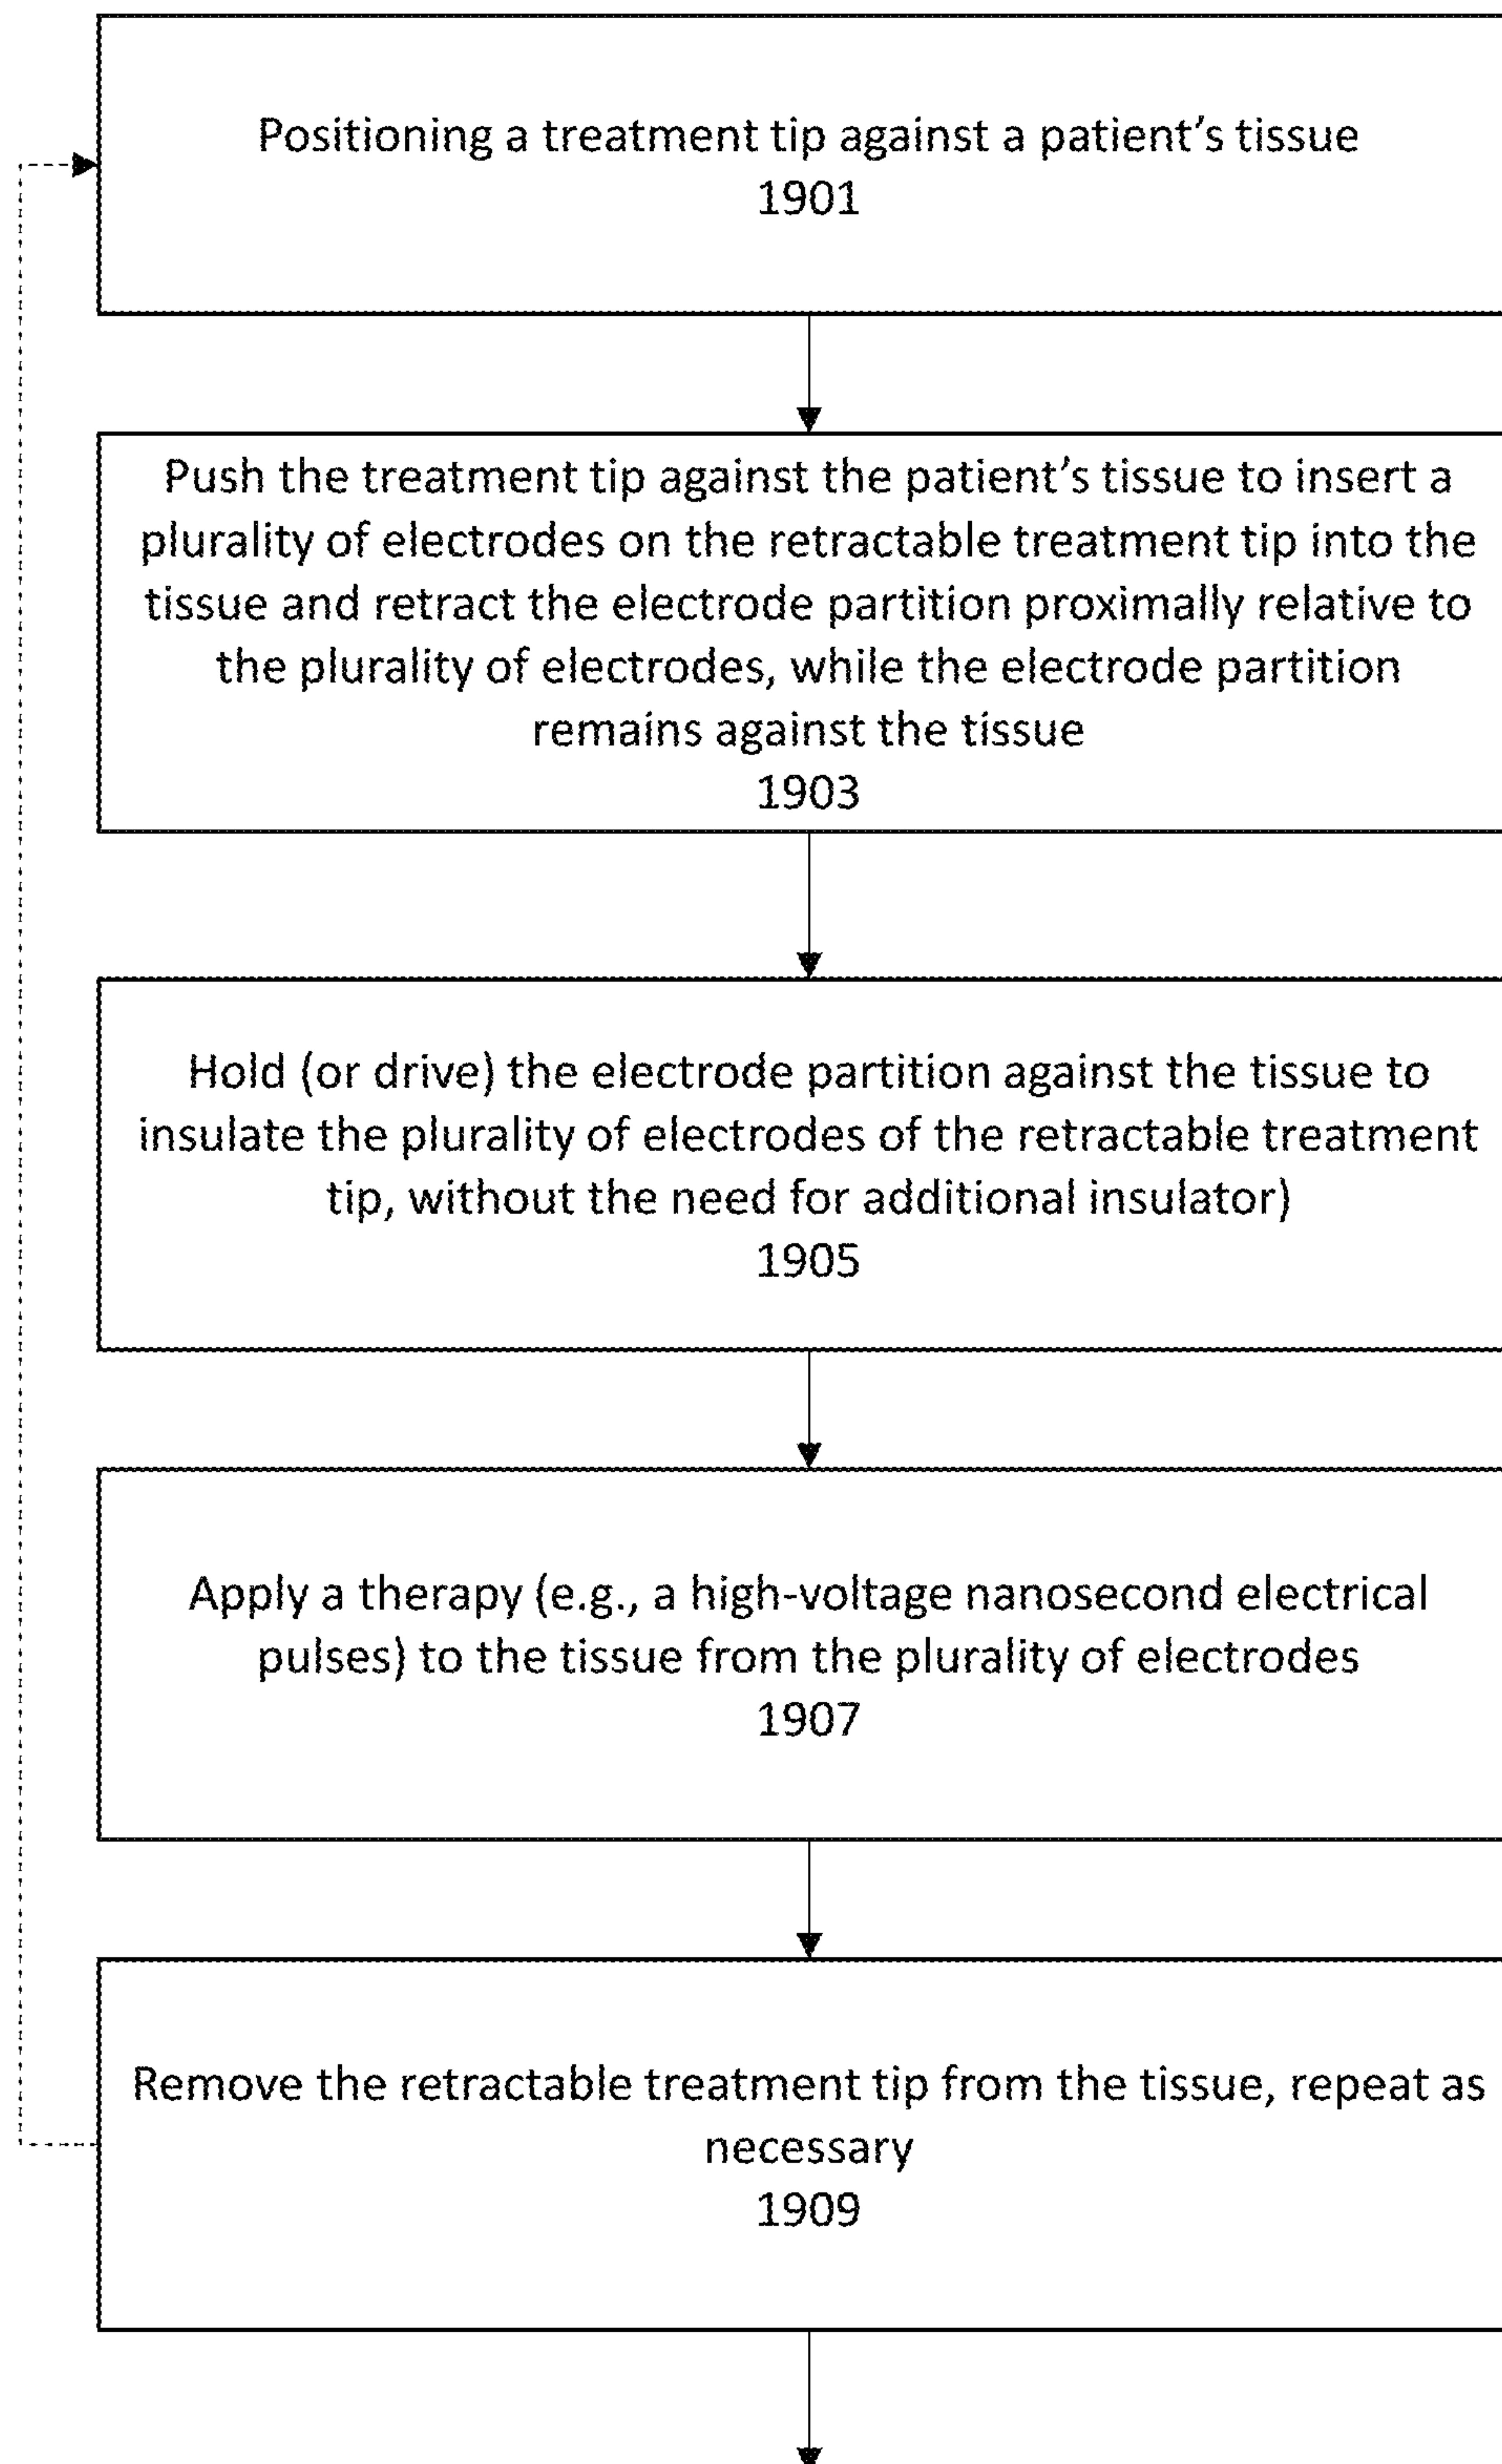 Positioning a treatment tip against a patient's tissue
1901
Push the treatment tip against the patient's tissue to insert a
plurality of electrodes on the retractable treatment tip into the
tissue and retract the electrode partition proximally relative to
the plurality of electrodes, while the electrode partition
remains against the tissue
1903
Hold (or drive) the electrode partition against the tissue to
insulate the plurality of electrodes of the retractable treatment
tip, without the need for additional insulator)
1905
Apply a therapy (e.g., a high-voltage nanosecond electrical
pulses) to the tissue from the plurality of electrodes
1907
Remove the retractable treatment tip from the tissue, repeat as
necessary
1909